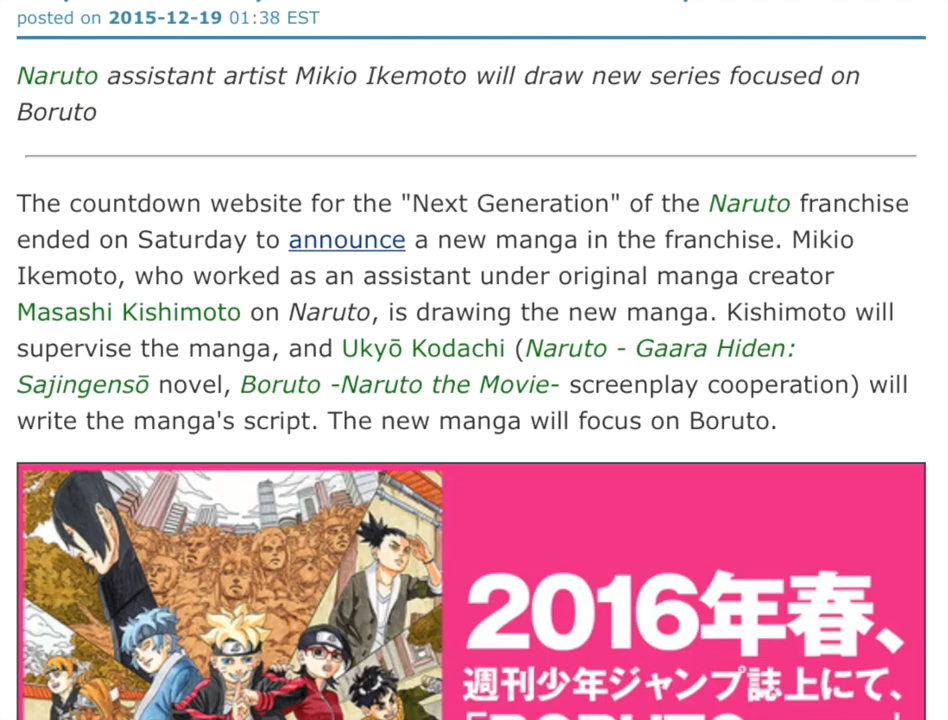 posted on 2015-12-19 01:38 EST
Naruto assistant artist Mikio Ikemoto will draw new series focused on
Boruto
The countdown website for the "Next Generation" of the Naruto franchise
ended on Saturday to announce a new manga in the franchise. Mikio
Ikemoto, who worked as an assistant under original manga creator
Masashi Kishimoto on Naruto, is drawing the new manga. Kishimoto will
supervise the manga, and Ukyō Kodachi (Naruto - Gaara Hiden:
Sajingensō novel, Boruto -Naruto the Movie- screenplay cooperation) will
write the manga's script. The new manga will focus on Boruto.
2016年春、
週刊少年ジャンプ誌上にて、